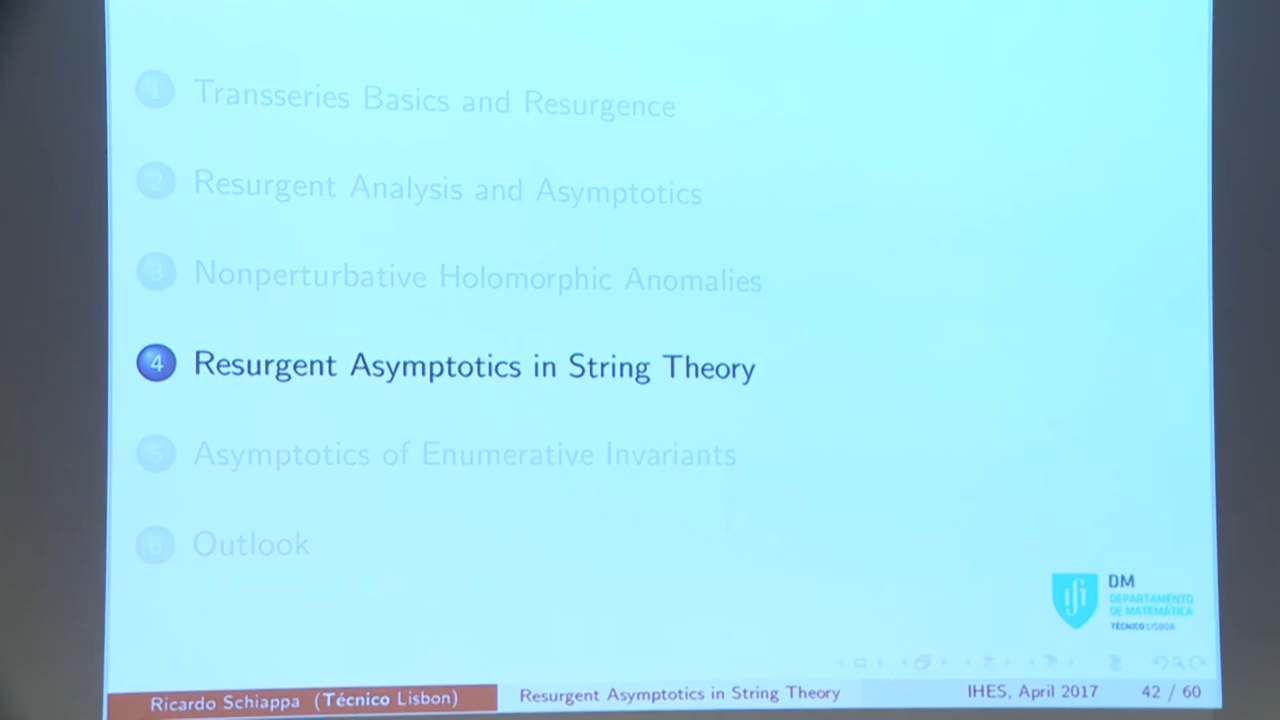 1 Transseries Basics and Resurgence
2 Resurgent Analysis and Asymptotics
3 Nonperturbative Holomorphic Anomalies
4 Resurgent Asymptotics in String Theory
5 Asymptotics of Enumerative Invariants
6 Outlook
DM
DEPARTAMENTO
DE MATEMÁTICA
TÉCNICO LISBOA
Ricardo Schiappa (Técnico Lisbon)
Resurgent Asymptotics in String Theory
IHES, April 2017
42 / 60